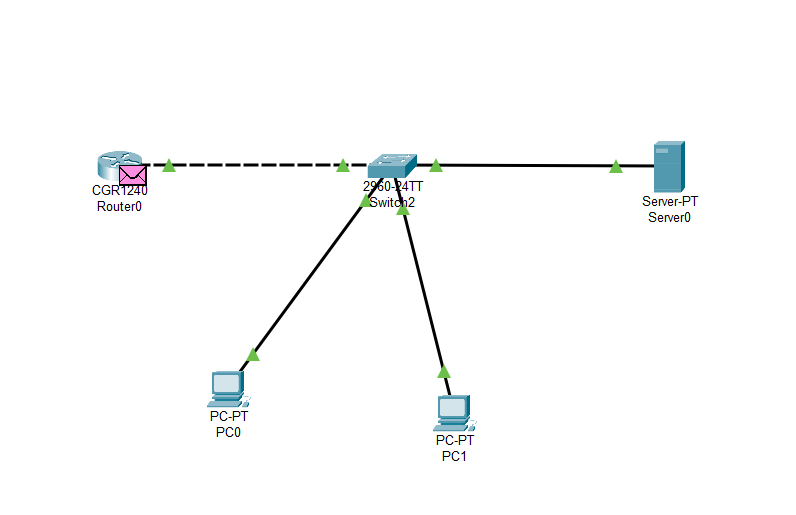 CGR1240
Router0
2960-24TT
Switch2
Server-PT
Server0
PC-PT
PC0
PC-PT
PC1